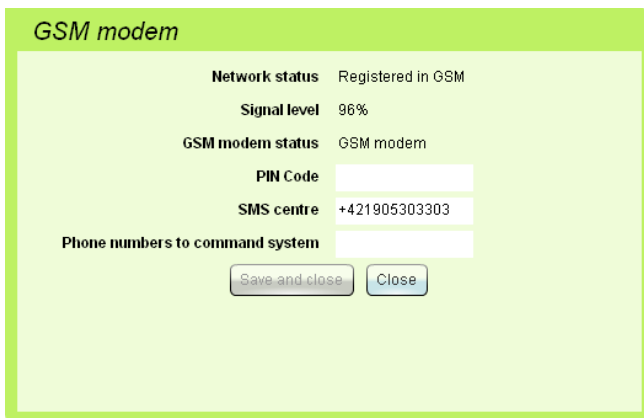 GSM modem
Network status Registered in GSM
Signal level 96%
GSM modem status GSM modem
PIN Code
SMS centre +421905303303
Phone numbers to command system
Save and close Close